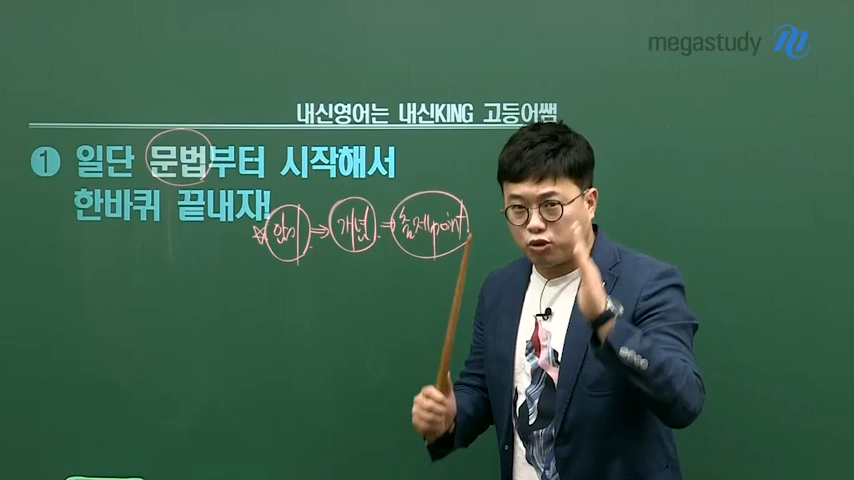 megastudy
내신영어는 내신KING 고등어쌤
① 일단 문법부터 시작해서
한바퀴 끝내자!
☆암기 → 개념 → 출제point!